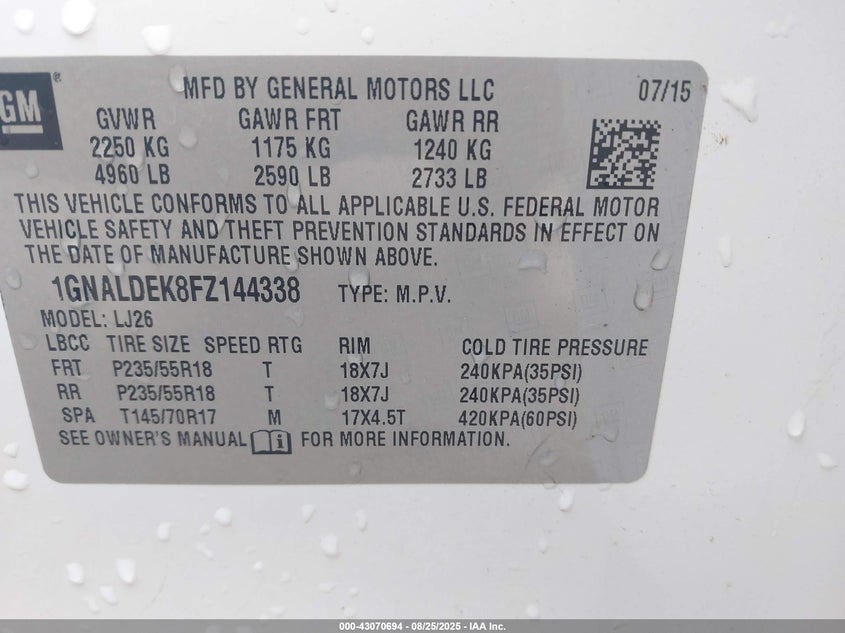 GM ®
MFD BY GENERAL MOTORS LLC 07/15
GVWR GAWR FRT GAWR RR
2250 KG 1175 KG 1240 KG
4960 LB 2590 LB 2733 LB
THIS VEHICLE CONFORMS TO ALL APPLICABLE U.S. FEDERAL MOTOR
VEHICLE SAFETY AND THEFT PREVENTION STANDARDS IN EFFECT ON
THE DATE OF MANUFACTURE SHOWN ABOVE.
1GNALDEK8FZ144338 TYPE: M.P.V.
MODEL: LJ26
LBCC TIRE SIZE SPEED RTG RIM COLD TIRE PRESSURE
FRT P235/55R18 T 18X7J 240KPA(35PSI)
RR P235/55R18 T 18X7J 240KPA(35PSI)
SPA T145/70R17 M 17X4.5T 420KPA(60PSI)
SEE OWNER'S MANUAL i FOR MORE INFORMATION.
000-43070694 - 08/25/2025 - IAA Inc.